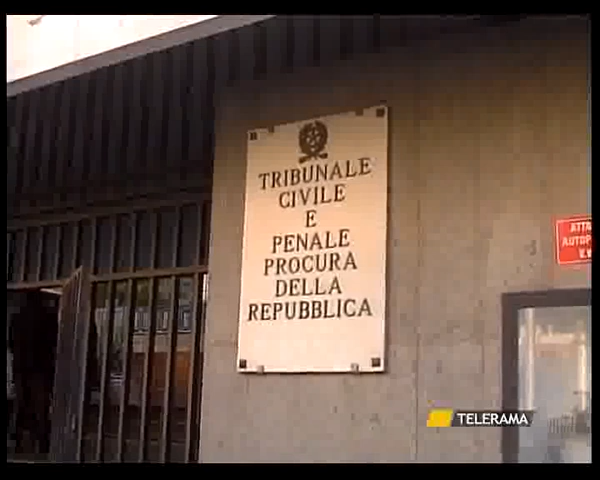 TRIBUNALE
CIVILE
E
PENALE
PROCURA
DELLA
REPUBBLICA
TELERAMA